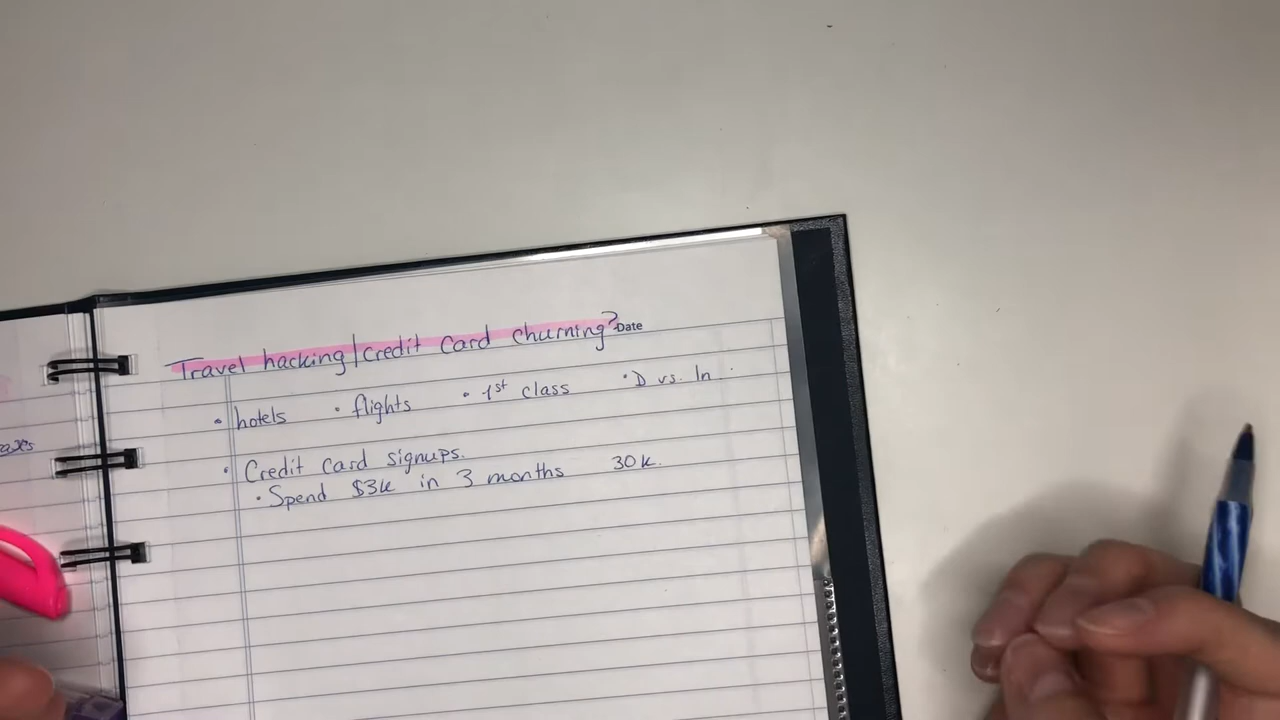 Travel hacking/Credit Card churning? Date
• hotels • flights • 1st class • D vs. In
• Credit Card signups.
• Spend $3k in 3 months 30k.